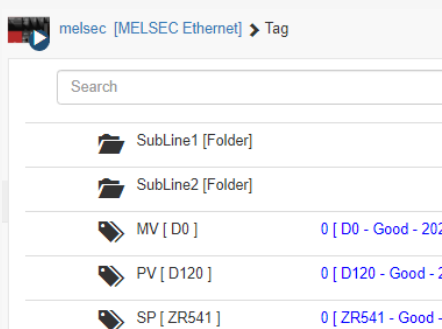 melsec [MELSEC Ethernet] > Tag
Search
SubLine1 [Folder]
SubLine2 [Folder]
MV [ D0 ] 0 [ D0 - Good - 202
PV [ D120 ] 0 [ D120 - Good - 2
SP [ ZR541 ] 0 [ ZR541 - Good -